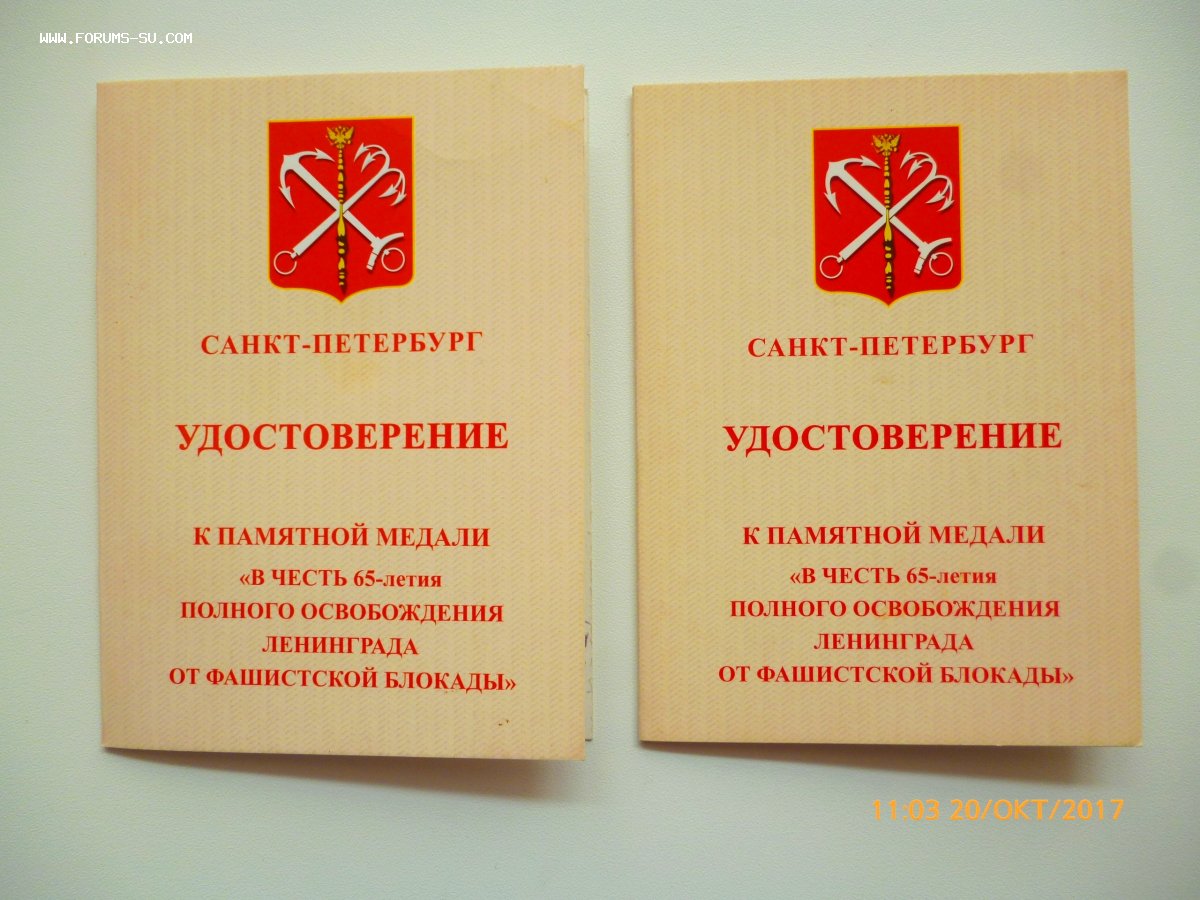 WWW.FORUMS-SU.COM
САНКТ-ПЕТЕРБУРГ
УДОСТОВЕРЕНИЕ
К ПАМЯТНОЙ МЕДАЛИ
«В ЧЕСТЬ 65-летия
ПОЛНОГО ОСВОБОЖДЕНИЯ
ЛЕНИНГРАДА
ОТ ФАШИСТСКОЙ БЛОКАДЫ»
САНКТ-ПЕТЕРБУРГ
УДОСТОВЕРЕНИЕ
К ПАМЯТНОЙ МЕДАЛИ
«В ЧЕСТЬ 65-летия
ПОЛНОГО ОСВОБОЖДЕНИЯ
ЛЕНИНГРАДА
ОТ ФАШИСТСКОЙ БЛОКАДЫ»
11:03 20/ОКТ/2017